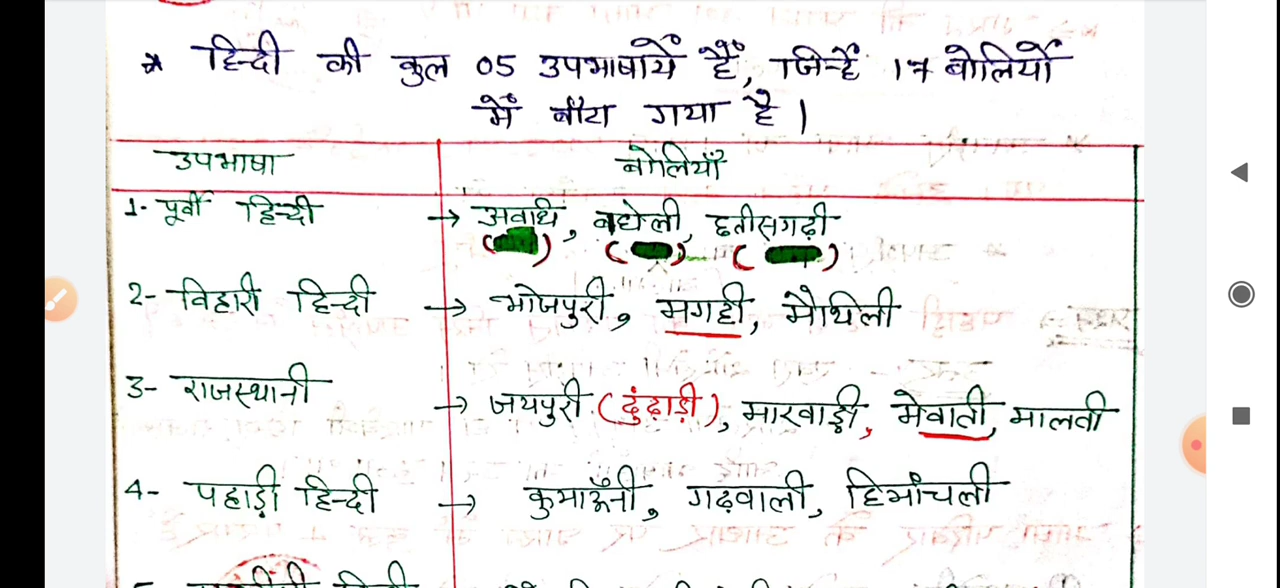 * हिन्दी की कुल 05 उपभाषायें हैं, जिन्हें 17 बोलियों
में बाँटा गया है।
उपभाषा बोलियाँ
1- पूर्वी हिन्दी → अवधि, बघेली, छतीसगढ़ी
2- विहारी हिन्दी → भोजपुरी, मगही, मैथिली
3- राजस्थानी → जयपुरी (ढुंढ़ाड़ी), मारवाड़ी, मेवाती, मालवी
4- पहाड़ी हिन्दी → कुमाऊँनी, गढ़वाली, हिमांचली
5- हिन्दी